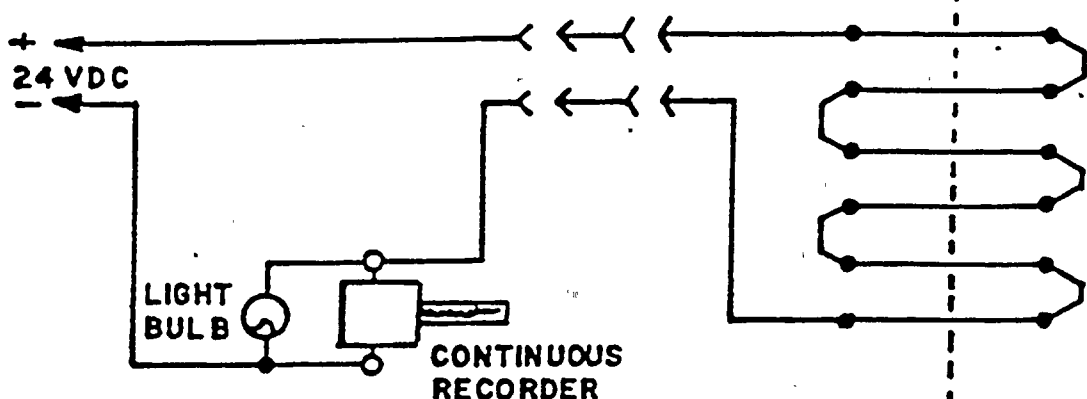 +
24 VDC
-
LIGHT
BULB
CONTINUOUS
RECORDER